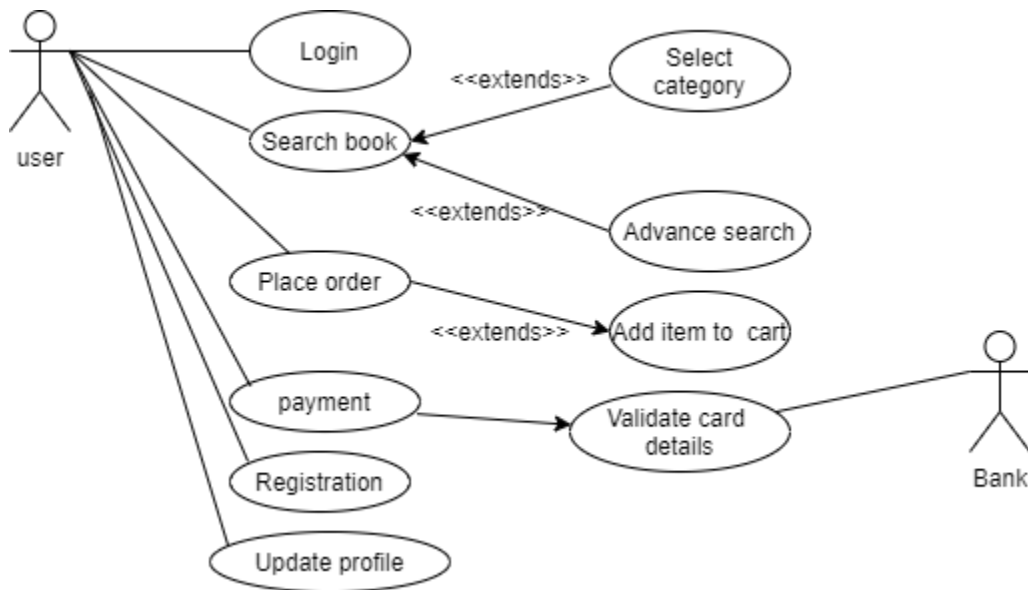 Login
Select
category
<<extends>>
Search book
user
<<extends>>
Advance search
Place order
<<extends>>
Add item to cart
payment
Validate card
details
Registration
Bank
Update profile